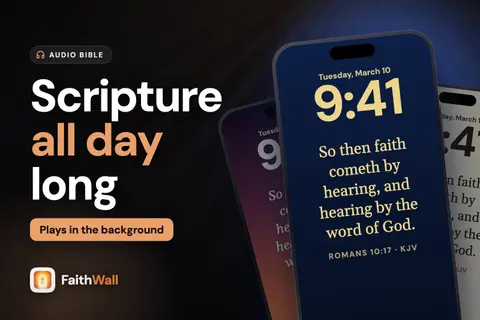 AUDIO BIBLE
Scripture
all day
long
Plays in the background
FaithWall
Tuesday, March 10
9:41
So then faith
cometh by
hearing, and
hearing by the
word of God.
ROMANS 10:17 · KJV